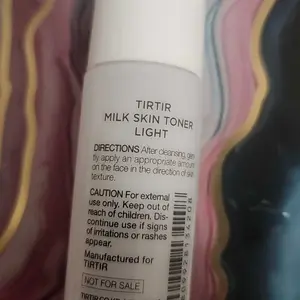 TIRTIR
MILK SKIN TONER
LIGHT
DIRECTIONS After cleansing, gen-
tly apply an appropriate amount
on the face in the direction of skin
texture.
CAUTION For external
use only. Keep out of
reach of children. Dis-
continue use if signs
of irritations or rashes
appear.
Manufactured for
TIRTIR
NOT FOR SALE